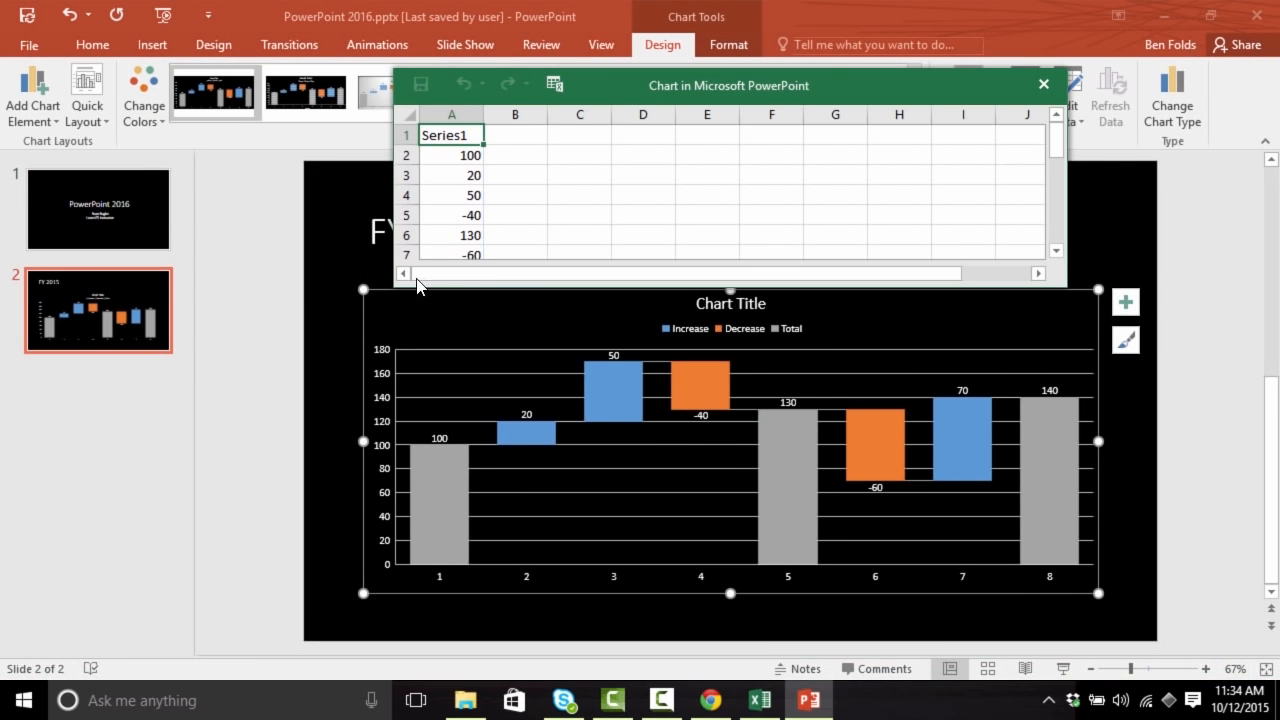 PowerPoint 2016.pptx [Last saved by user] - PowerPoint
Chart Tools
File Home Insert Design Transitions Animations Slide Show Review View Design Format Tell me what you want to do... Ben Folds Share
Add Chart Element
Quick Layout
Change Colors
Chart Layouts
Refresh Data
Change Chart Type
Type
Chart in Microsoft PowerPoint
A B C D E F G H I J
1 Series1
2 100
3 20
4 50
5 -40
6 130
7 -60
1
PowerPoint 2016
2
FY 2015
FY
Chart Title
Increase Decrease Total
180
160
140
120
100
80
60
40
20
0
100
20
50
-40
130
-60
70
140
1 2 3 4 5 6 7 8
Slide 2 of 2
Notes
Comments
67%
Ask me anything
11:34 AM
10/12/2015